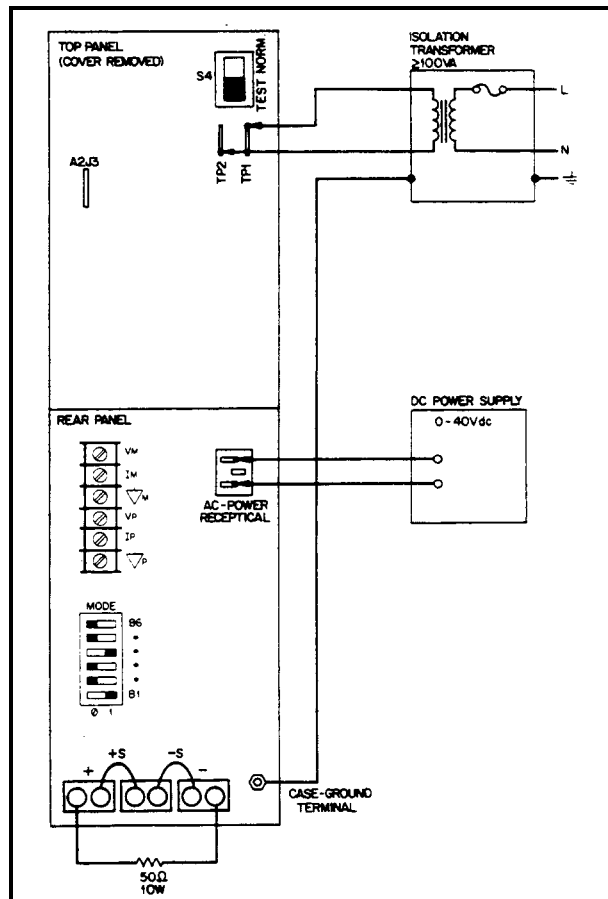 TOP PANEL
(COVER REMOVED)
S4
TEST NORM
TP2
TP1
A2J3
ISOLATION
TRANSFORMER
≥100VA
L
N
REAR PANEL
VM
IM
▽M
VP
IP
▽P
AC-POWER
RECEPTICAL
DC POWER SUPPLY
0-40Vdc
MODE
B6
B1
0 1
+ +S -S -
CASE-GROUND
TERMINAL
50Ω
10W